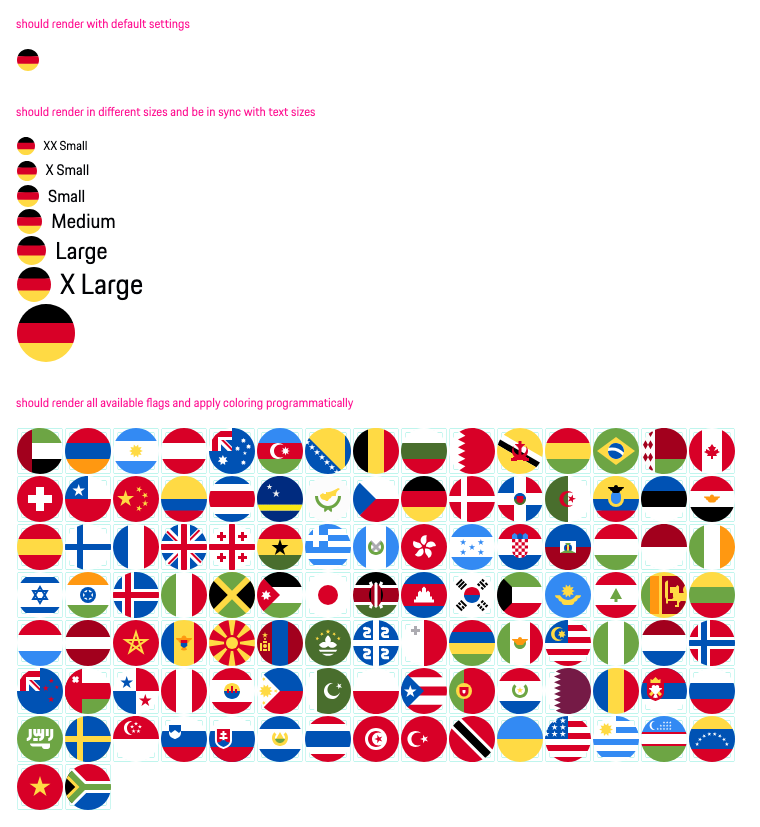 should render with default settings
should render in different sizes and be in sync with text sizes
XX Small
X Small
Small
Medium
Large
X Large
should render all available flags and apply coloring programmatically